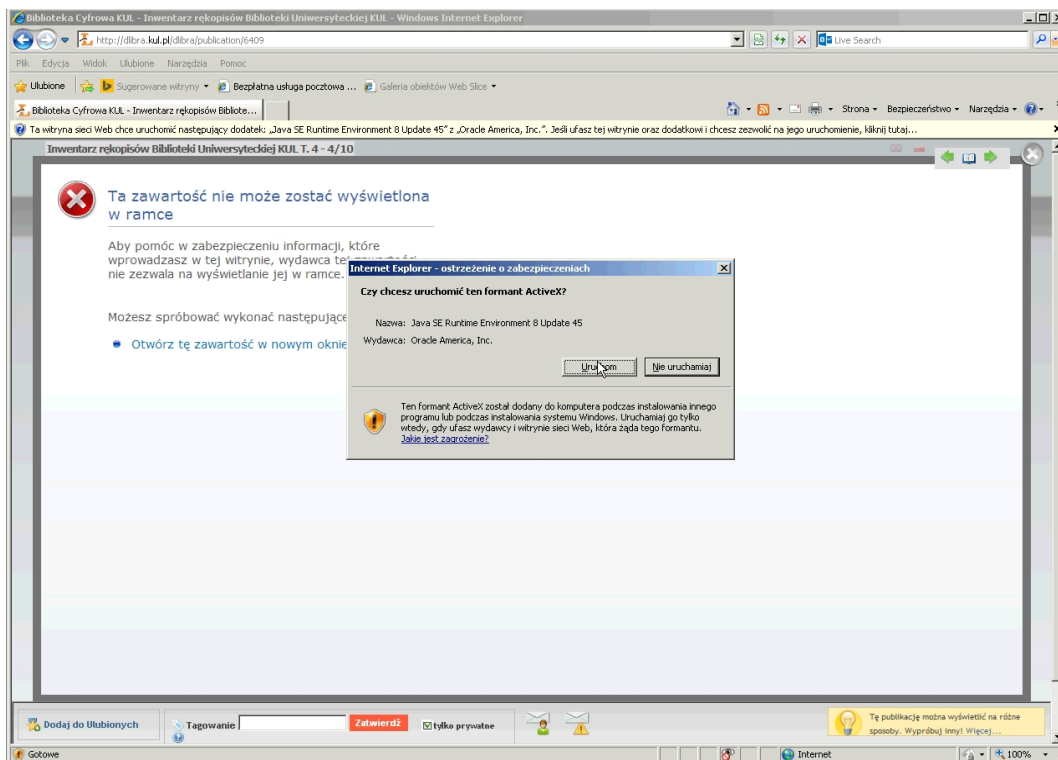 Biblioteka Cyfrowa KUL - Inwentarz rękopisów Biblioteki Uniwersyteckiej KUL - Windows Internet Explorer
http://dlibra.kul.pl/dlibra/publication/6409
Live Search
Plik Edycja Widok Ulubione Narzędzia Pomoc
Ulubione Sugerowane witryny Bezpłatna usługa pocztowa ... Galeria obiektów Web Slice
Biblioteka Cyfrowa KUL - Inwentarz rękopisów Bibliote...
Strona Bezpieczeństwo Narzędzia
Ta witryna sieci Web chce uruchomić następujący dodatek: „Java SE Runtime Environment 8 Update 45” z „Oracle America, Inc.”. Jeśli ufasz tej witrynie oraz dodatkowi i chcesz zezwolić na jego uruchomienie, kliknij tutaj...
Inwentarz rękopisów Biblioteki Uniwersyteckiej KUL T. 4 - 4/10
Ta zawartość nie może zostać wyświetlona
w ramce
Aby pomóc w zabezpieczeniu informacji, które
wprowadzasz w tej witrynie, wydawca tej zawartości
nie zezwala na wyświetlanie jej w ramce.
Możesz spróbować wykonać następujące
Otwórz tę zawartość w nowym oknie
Internet Explorer - ostrzeżenie o zabezpieczeniach
Czy chcesz uruchomić ten formant ActiveX?
Nazwa: Java SE Runtime Environment 8 Update 45
Wydawca: Oracle America, Inc.
Uruchom Nie uruchamiaj
Ten formant ActiveX został dodany do komputera podczas instalowania innego
programu lub podczas instalowania systemu Windows. Uruchamiaj go tylko
wtedy, gdy ufasz wydawcy i witrynie sieci Web, która żąda tego formantu.
Jakie jest zagrożenie?
Dodaj do Ulubionych Tagowanie Zatwierdź tylko prywatne
Tę publikację można wyświetlić na różne
sposoby. Wypróbuj inny! Więcej...
Gotowe Internet 100%